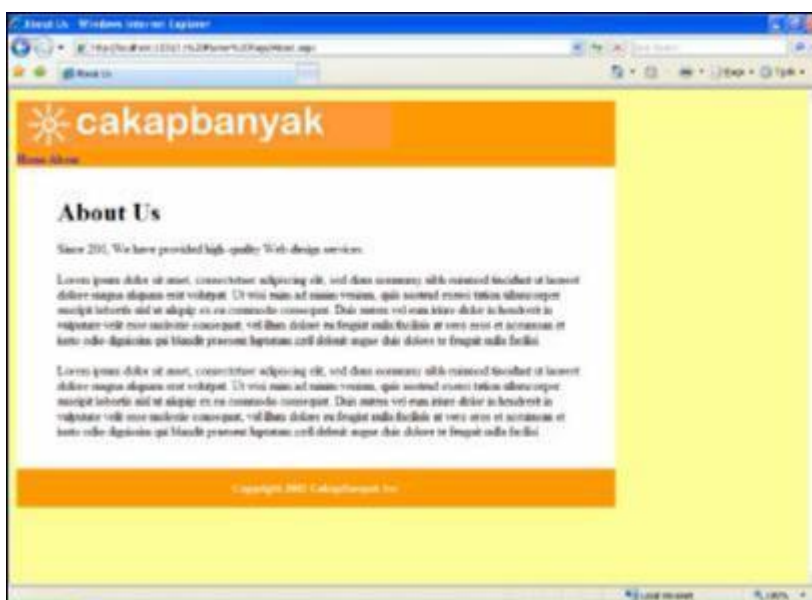 About Us - Windows Internet Explorer
About Us
cakapbanyak
Home About
About Us
Since 201, We have provided high-quality Web design services.
Lorem ipsum dolor sit amet, consectetuer adipiscing elit, sed diam nonummy nibh euismod tincidunt ut laoreet
dolore magna aliquam erat volutpat. Ut wisi enim ad minim veniam, quis nostrud exerci tation ullamcorper
suscipit lobortis nisl ut aliquip ex ea commodo consequat. Duis autem vel eum iriure dolor in hendrerit in
vulputate velit esse molestie consequat, vel illum dolore eu feugiat nulla facilisis at vero eros et accumsan et
iusto odio dignissim qui blandit praesent luptatum zzril delenit augue duis dolore te feugait nulla facilisi.
Lorem ipsum dolor sit amet, consectetuer adipiscing elit, sed diam nonummy nibh euismod tincidunt ut laoreet
dolore magna aliquam erat volutpat. Ut wisi enim ad minim veniam, quis nostrud exerci tation ullamcorper
suscipit lobortis nisl ut aliquip ex ea commodo consequat. Duis autem vel eum iriure dolor in hendrerit in
vulputate velit esse molestie consequat, vel illum dolore eu feugiat nulla facilisis at vero eros et accumsan et
iusto odio dignissim qui blandit praesent luptatum zzril delenit augue duis dolore te feugait nulla facilisi.
Copyright Cakapbanyak Inc
Local intranet
100%